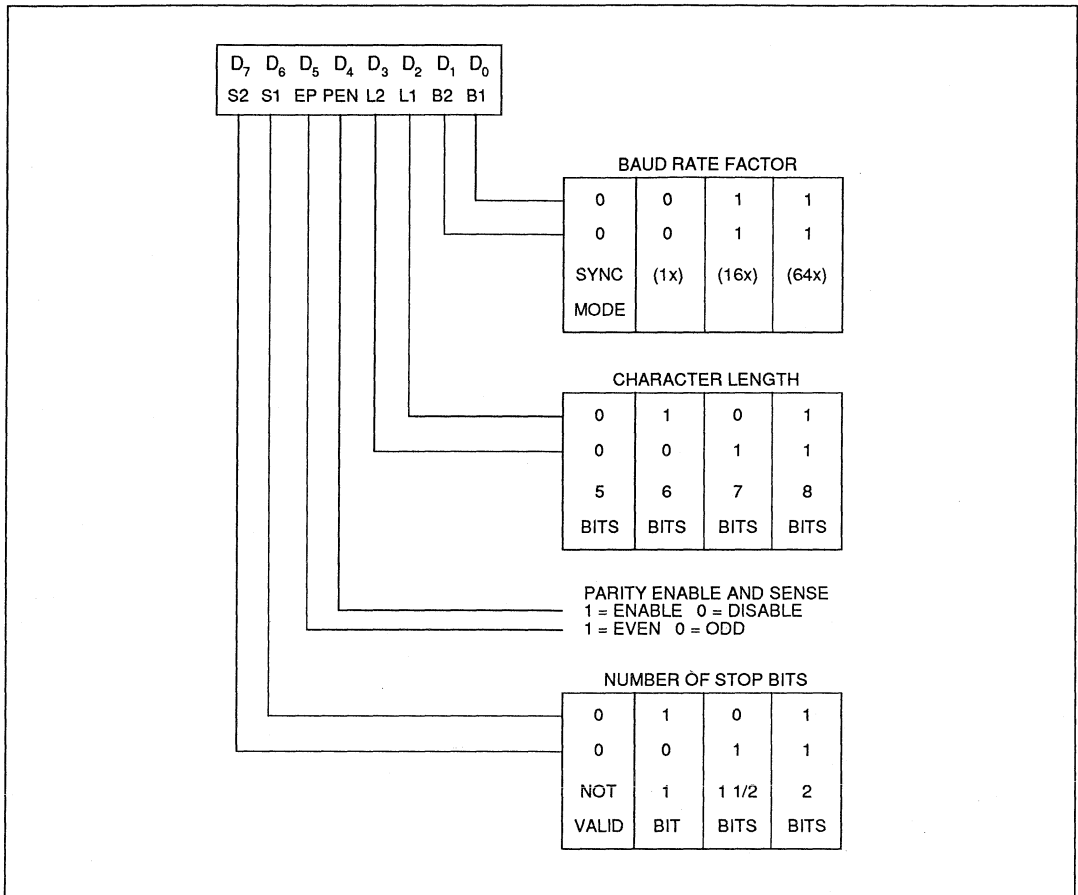 D7 D6 D5 D4 D3 D2 D1 D0
S2 S1 EP PEN L2 L1 B2 B1
BAUD RATE FACTOR
0 0 1 1
0 0 1 1
SYNC (1x) (16x) (64x)
MODE
CHARACTER LENGTH
0 1 0 1
0 0 1 1
5 6 7 8
BITS BITS BITS BITS
PARITY ENABLE AND SENSE
1 = ENABLE 0 = DISABLE
1 = EVEN 0 = ODD
NUMBER OF STOP BITS
0 1 0 1
0 0 1 1
NOT 1 1 1/2 2
VALID BIT BITS BITS